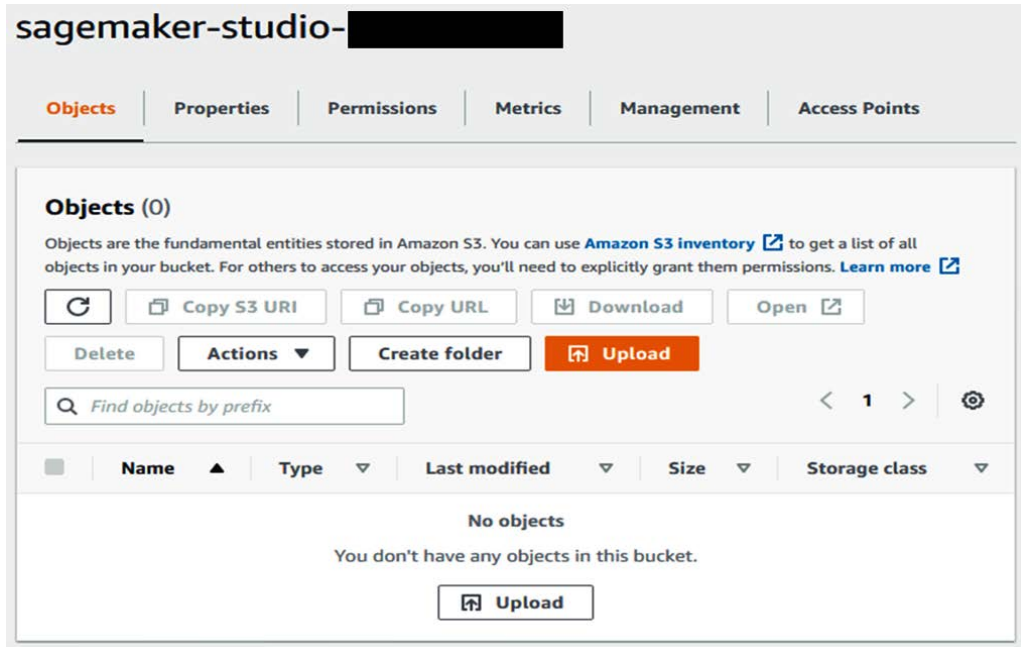 sagemaker-studio-
Objects Properties Permissions Metrics Management Access Points
Objects (0)
Objects are the fundamental entities stored in Amazon S3. You can use Amazon S3 inventory to get a list of all
objects in your bucket. For others to access your objects, you'll need to explicitly grant them permissions. Learn more
Copy S3 URI Copy URL Download Open
Delete Actions Create folder Upload
Find objects by prefix 1
Name Type Last modified Size Storage class
No objects
You don't have any objects in this bucket.
Upload